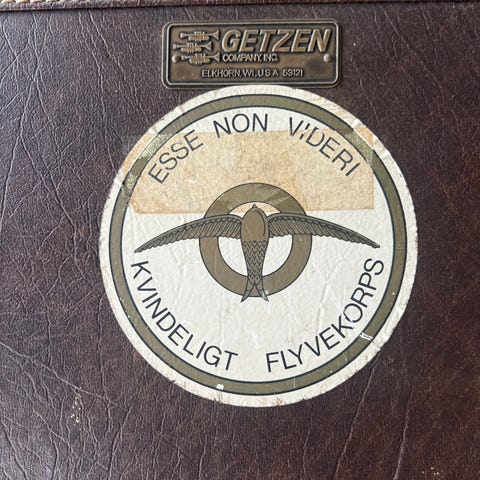 GETZEN
COMPANY, INC.
ELKHORN, WI, U.S.A 53121
ESSE NON VIDERI
KVINDELIGT FLYVEKORPS